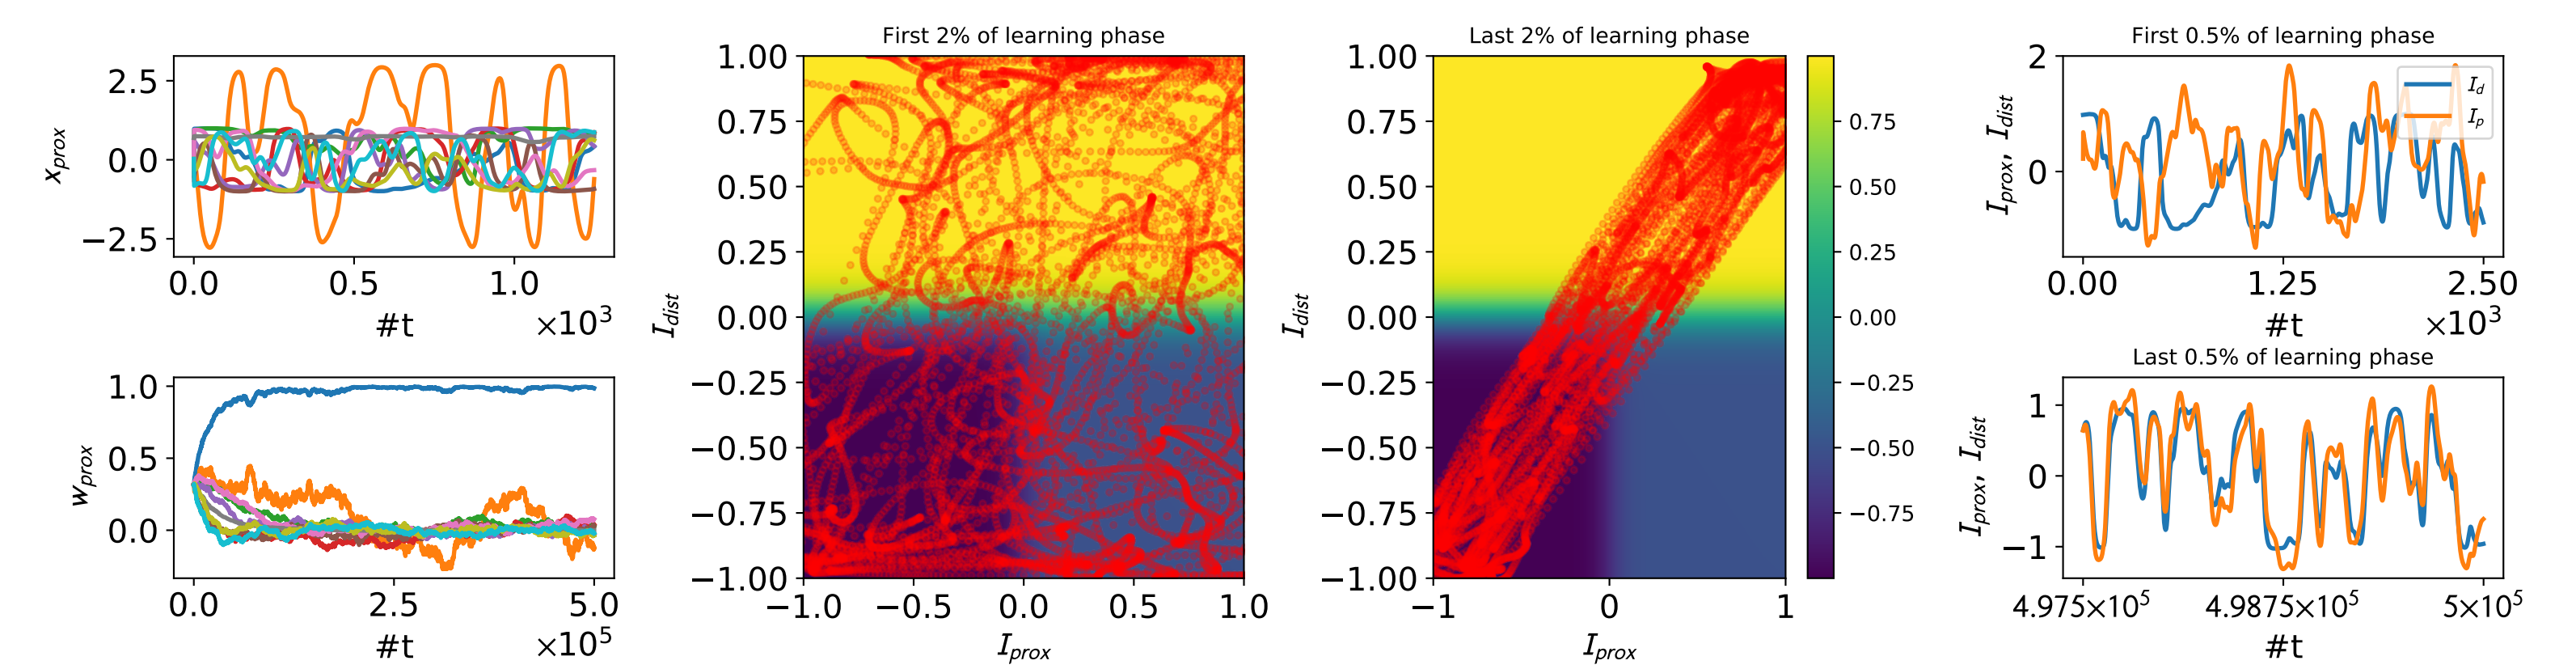 2.5
0.0
−2.5
x_prox
0.0 0.5 1.0
#t ×10^3
1.0
0.5
0.0
w_prox
0.0 2.5 5.0
#t ×10^5
First 2% of learning phase
1.00
0.75
0.50
0.25
0.00
−0.25
−0.50
−0.75
−1.00
I_dist
−1.0 −0.5 0.0 0.5 1.0
I_prox
Last 2% of learning phase
1.00
0.75
0.50
0.25
0.00
−0.25
−0.50
−0.75
−1.00
I_dist
−1 0 1
I_prox
0.75
0.50
0.25
0.00
−0.25
−0.50
−0.75
First 0.5% of learning phase
2
0
I_prox, I_dist
I_d
I_p
0.00 1.25 2.50
#t ×10^3
Last 0.5% of learning phase
1
0
−1
I_prox, I_dist
4.975×10^5 4.9875×10^5 5×10^5
#t